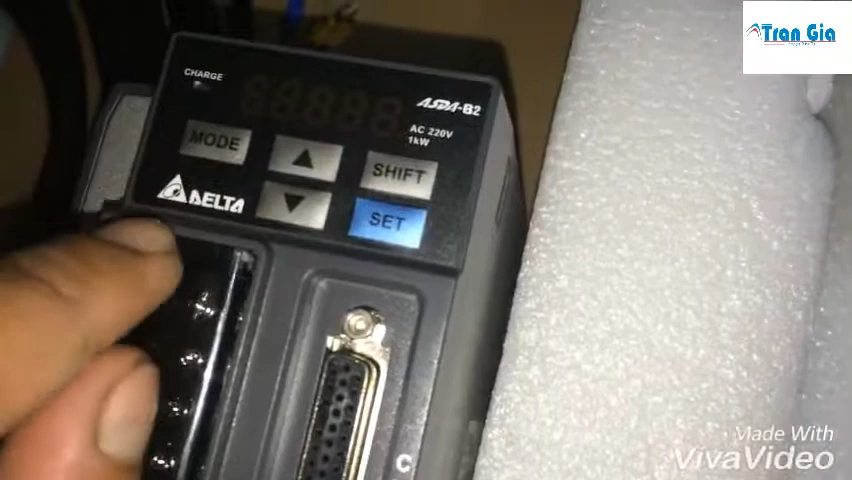 Tran Gia
CHARGE
ASDA-B2
AC 220V
1kW
MODE
SHIFT
DELTA
SET
C
Made With
VivaVideo